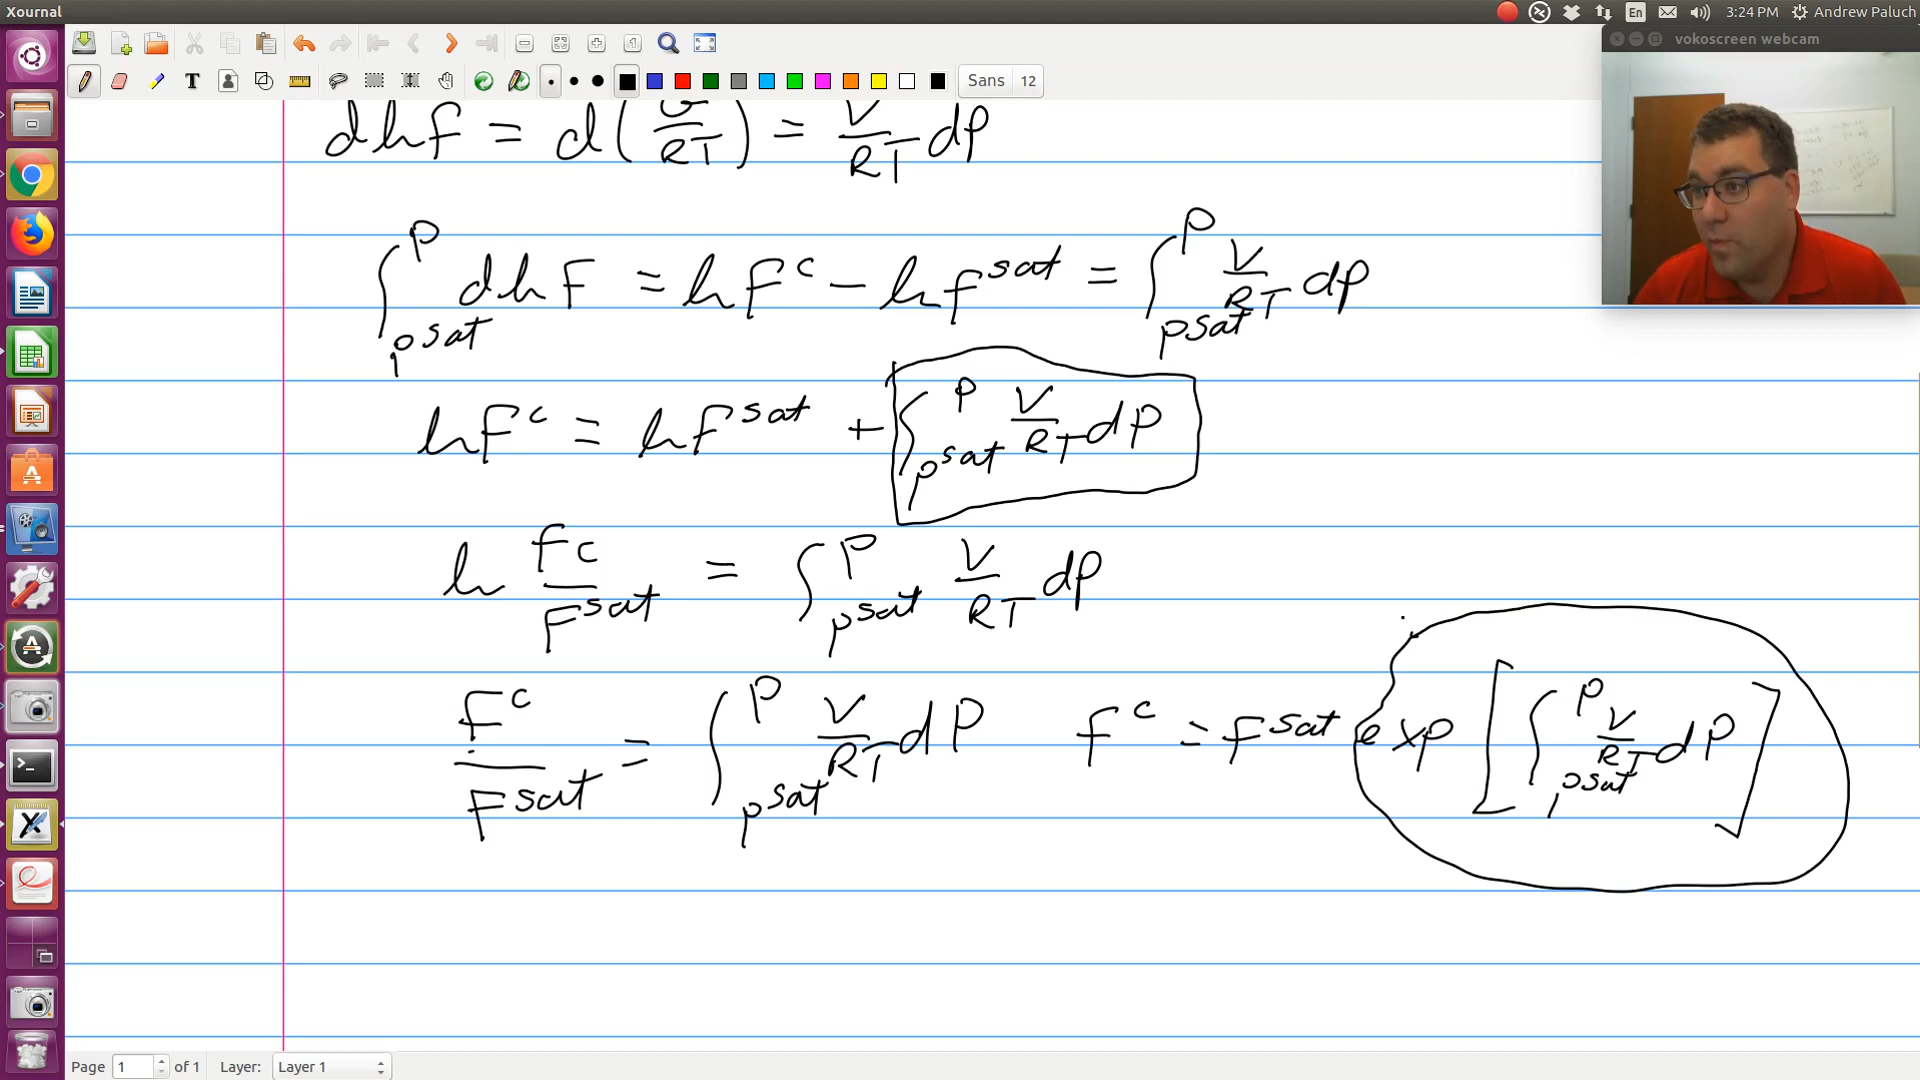 Xournal
En 3:24 PM Andrew Paluch
vokoscreen webcam
Sans 12
d ln f = d(G/RT) = V/RT dP
∫_{P^sat}^{P} d ln f = ln f^c − ln f^sat = ∫_{P^sat}^{P} V/RT dP
ln f^c = ln f^sat + ∫_{P^sat}^{P} V/RT dP
ln f^c/f^sat = ∫_{P^sat}^{P} V/RT dP
f^c/f^sat = ∫_{P^sat}^{P} V/RT dP f^c = f^sat exp[∫_{P^sat}^{P} V/RT dP]
Page 1 of 1 Layer: Layer 1